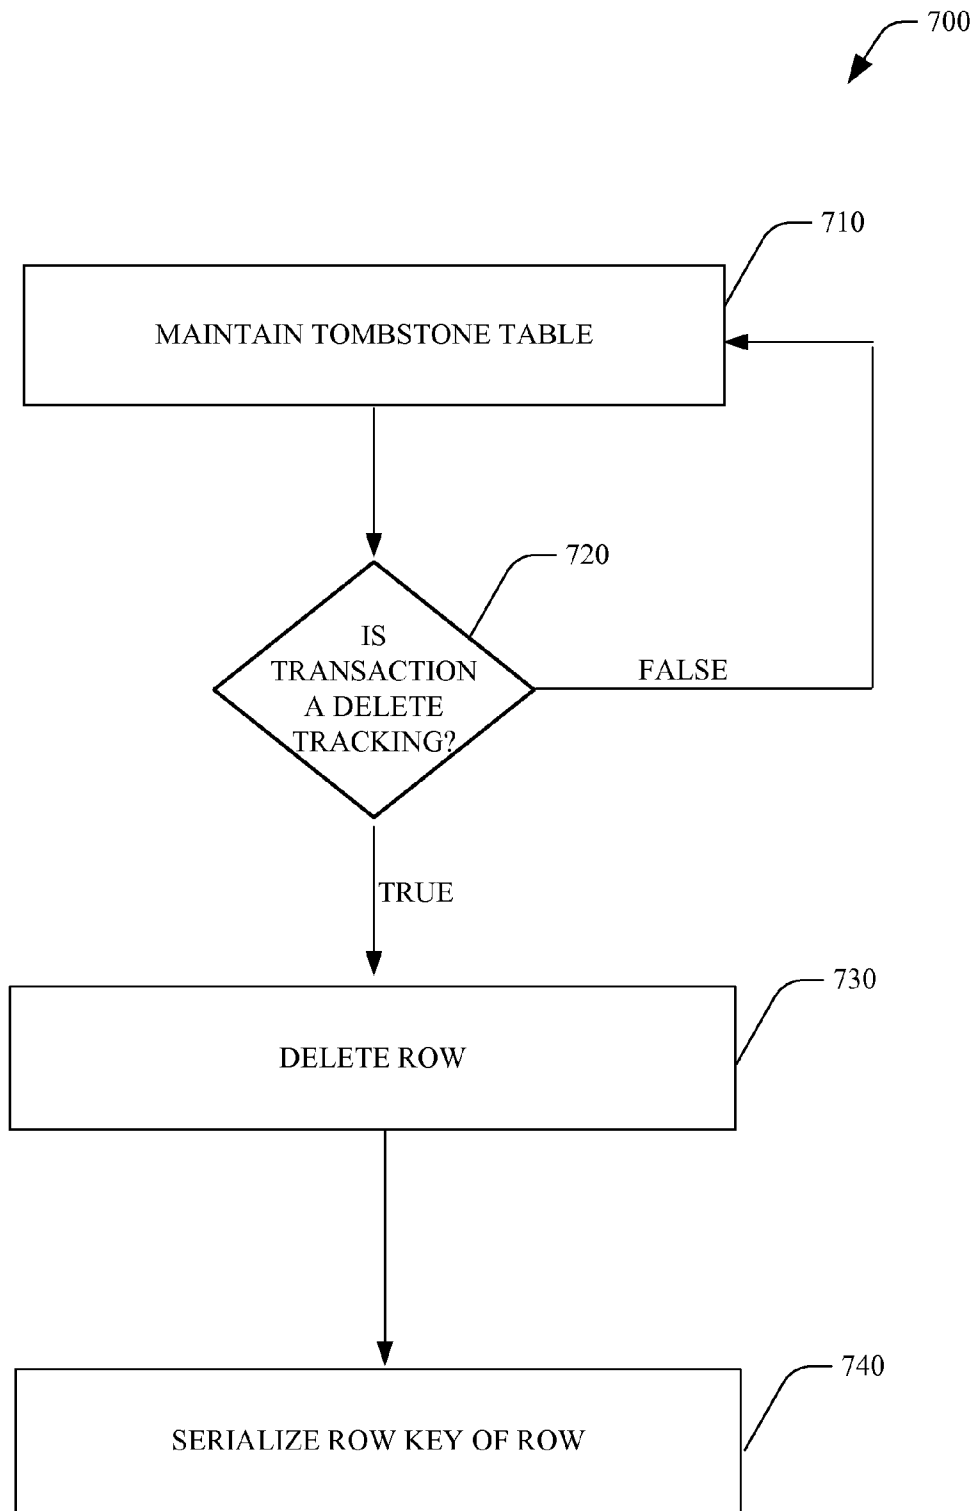 700
710
MAINTAIN TOMBSTONE TABLE
720
IS
TRANSACTION
A DELETE
TRACKING?
FALSE
TRUE
730
DELETE ROW
740
SERIALIZE ROW KEY OF ROW